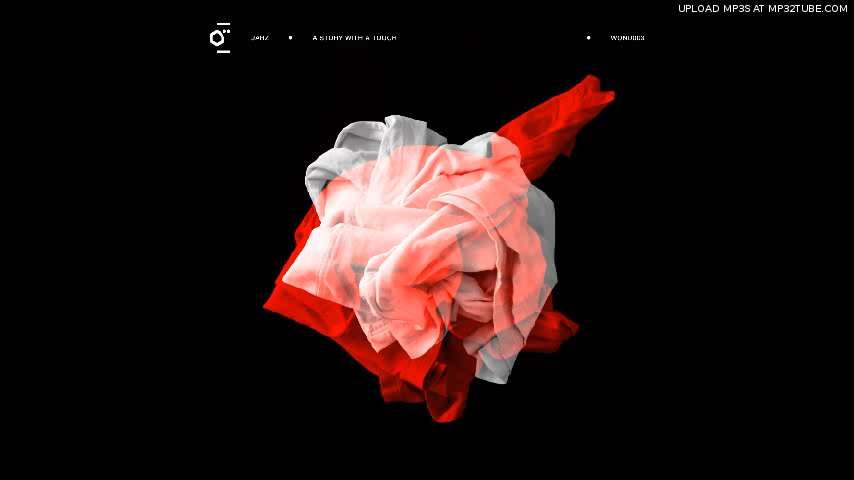 UPLOAD MP3S AT MP32TUBE.COM
JAHZ • A STORY WITH A TOUCH • WOND003